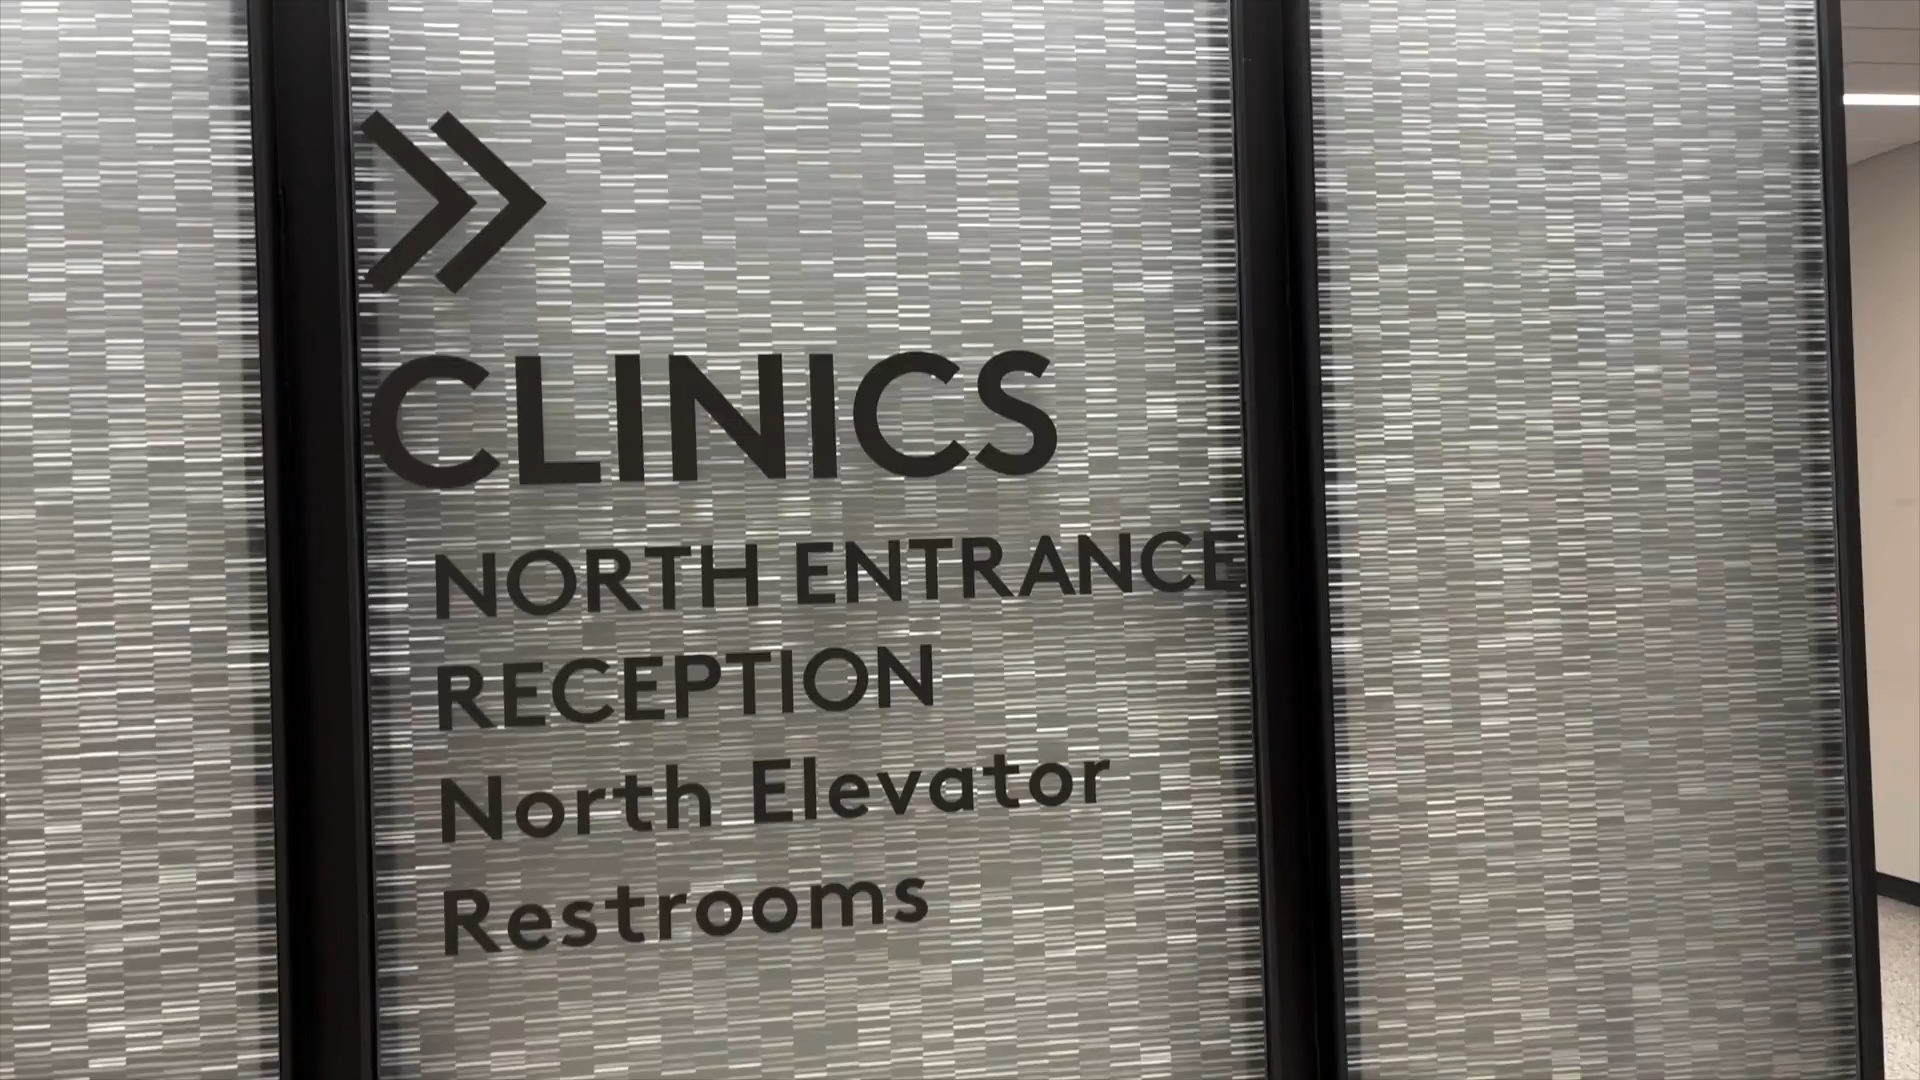 CLINICS
NORTH ENTRANCE
RECEPTION
North Elevator
Restrooms